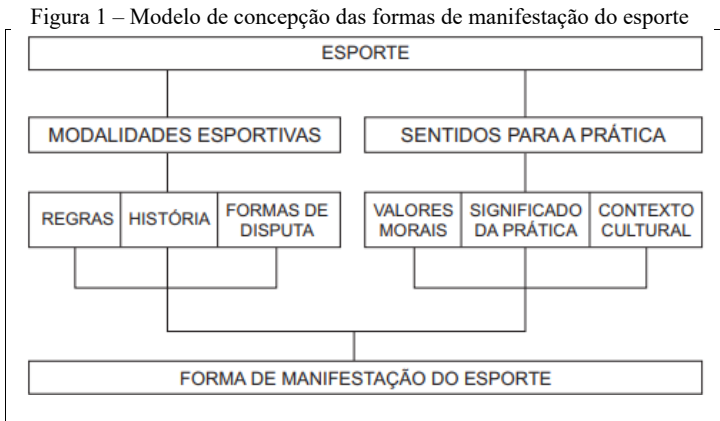 Figura 1 – Modelo de concepção das formas de manifestação do esporte
ESPORTE
MODALIDADES ESPORTIVAS
SENTIDOS PARA A PRÁTICA
REGRAS
HISTÓRIA
FORMAS DE
DISPUTA
VALORES
MORAIS
SIGNIFICADO
DA PRÁTICA
CONTEXTO
CULTURAL
FORMA DE MANIFESTAÇÃO DO ESPORTE